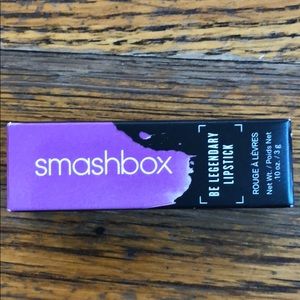 smashbox
BE LEGENDARY
LIPSTICK
ROUGE À LÈVRES
Net Wt. / Poids Net
.10 oz. / 3 g